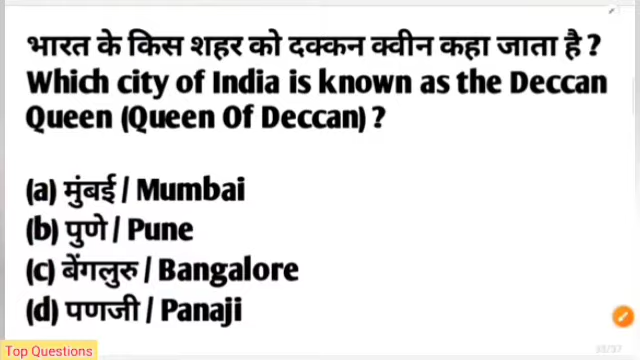 भारत के किस शहर को दक्कन क्वीन कहा जाता है ?
Which city of India is known as the Deccan
Queen (Queen Of Deccan) ?
(a) मुंबई / Mumbai
(b) पुणे / Pune
(c) बेंगलुरु / Bangalore
(d) पणजी / Panaji
Top Questions